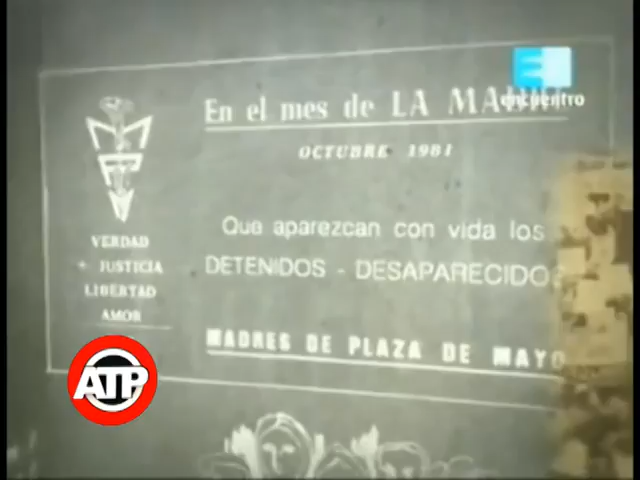 encuentro
En el mes de LA MADRE
OCTUBRE 1981
Que aparezcan con vida los
DETENIDOS - DESAPARECIDOS
MADRES DE PLAZA DE MAYO
VERDAD
+ JUSTICIA
LIBERTAD
AMOR
ATP